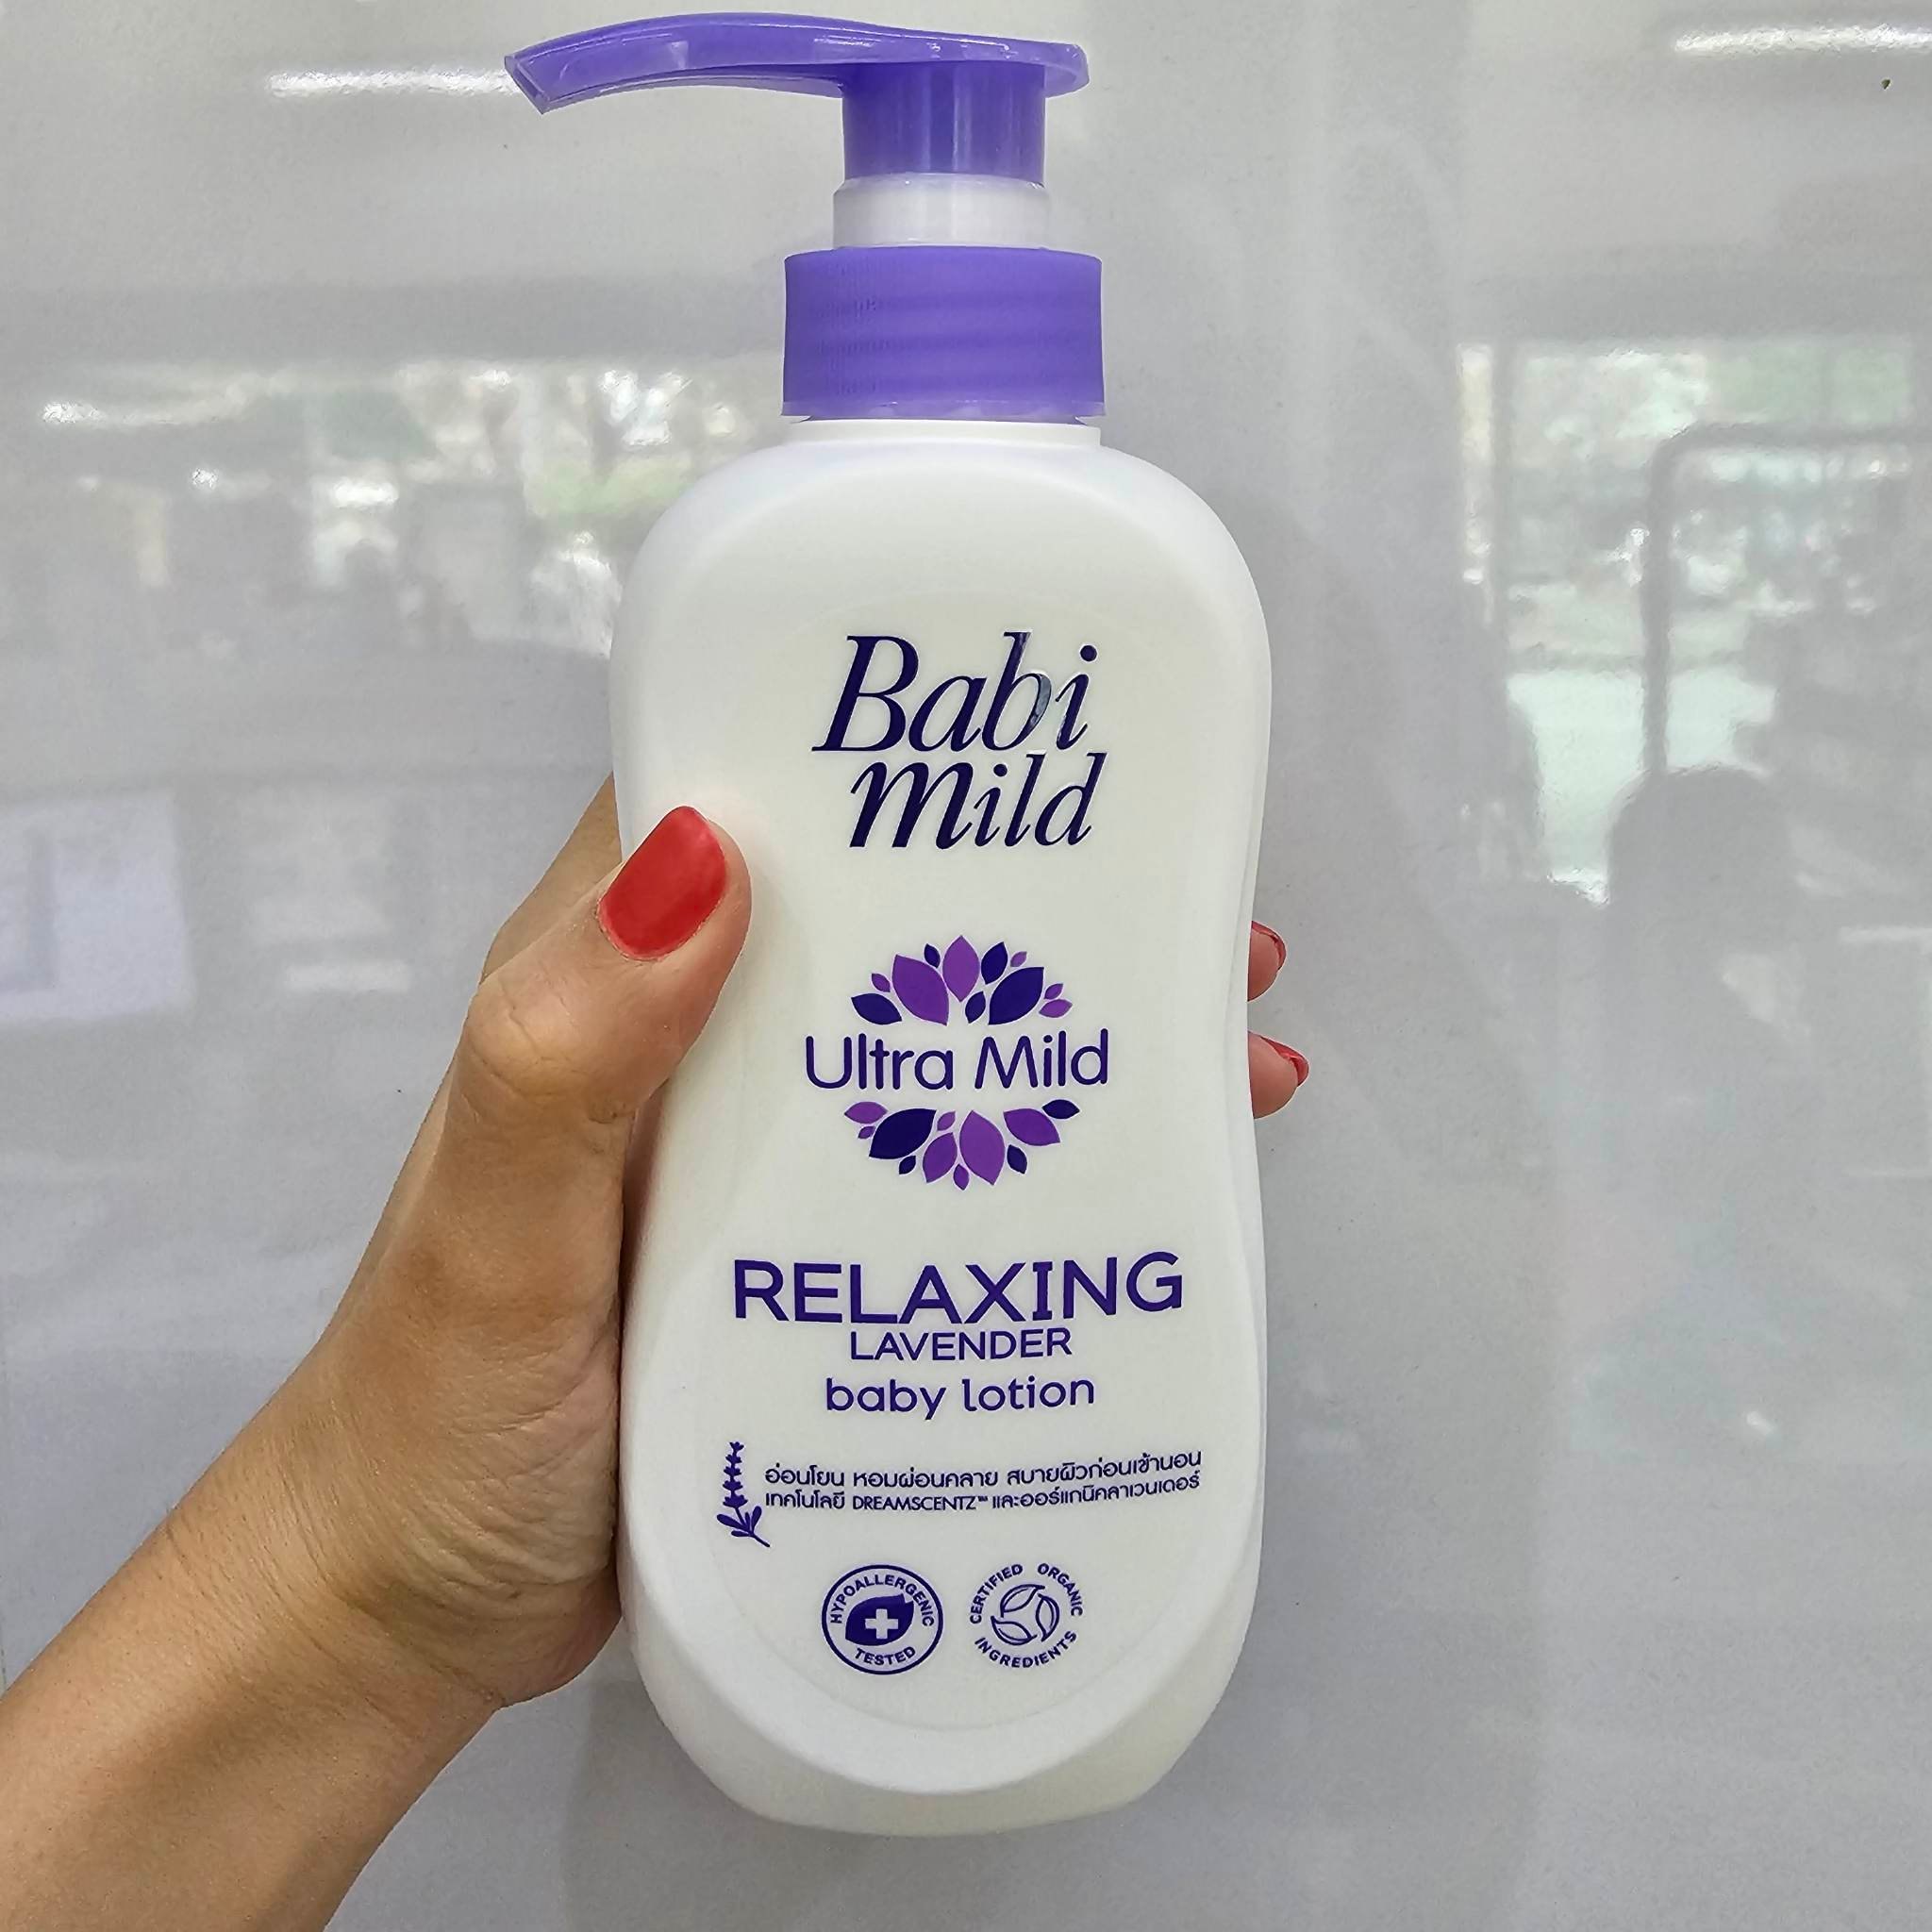 Babi
mild
Ultra Mild
RELAXING
LAVENDER
baby lotion
อ่อนโยน หอมผ่อนคลาย สบายผิวก่อนเข้านอน
เทคโนโลยี DREAMSCENTZ™ และออร์แกนิคลาเวนเดอร์
HYPOALLERGENIC
TESTED
CERTIFIED ORGANIC
INGREDIENTS